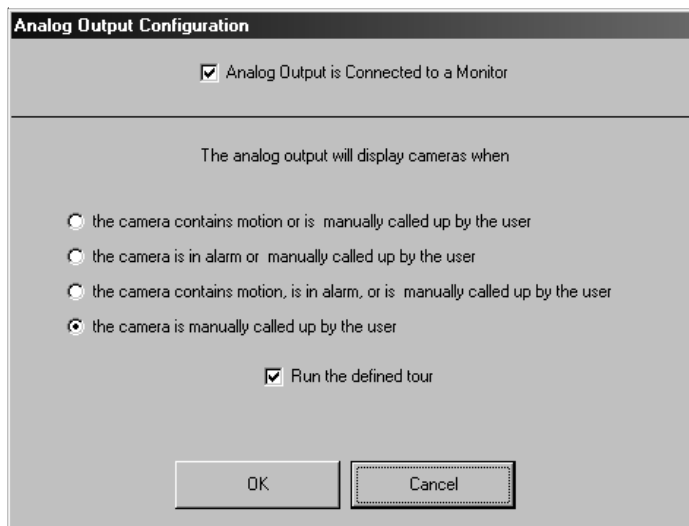 Analog Output Configuration
Analog Output is Connected to a Monitor
The analog output will display cameras when
the camera contains motion or is manually called up by the user
the camera is in alarm or manually called up by the user
the camera contains motion, is in alarm, or is manually called up by the user
the camera is manually called up by the user
Run the defined tour
OK
Cancel